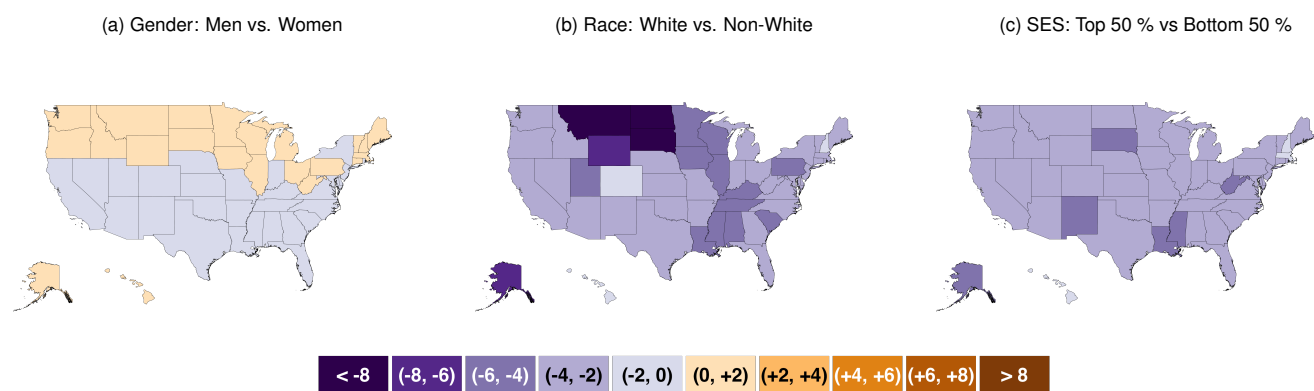 (a) Gender: Men vs. Women
(b) Race: White vs. Non-White
(c) SES: Top 50 % vs Bottom 50 %
< -8 (-8, -6) (-6, -4) (-4, -2) (-2, 0) (0, +2) (+2, +4) (+4, +6) (+6, +8) > 8